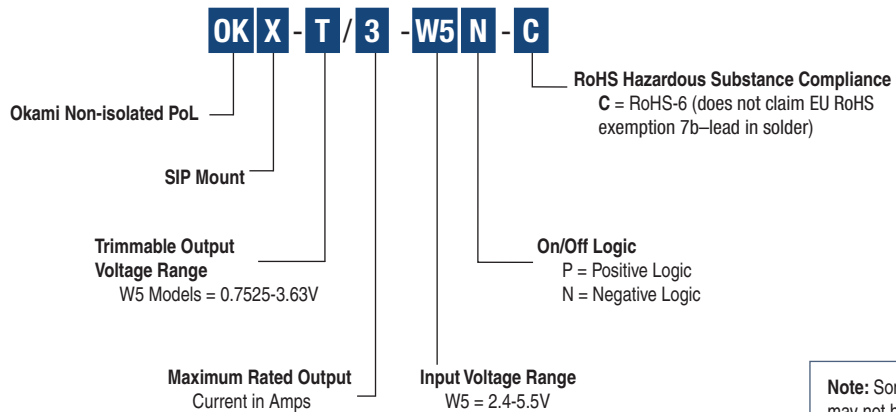 OK X - T / 3 - W5 N - C
RoHS Hazardous Substance Compliance
C = RoHS-6 (does not claim EU RoHS
exemption 7b–lead in solder)
Okami Non-isolated PoL
SIP Mount
Trimmable Output
Voltage Range
W5 Models = 0.7525-3.63V
On/Off Logic
P = Positive Logic
N = Negative Logic
Maximum Rated Output
Current in Amps
Input Voltage Range
W5 = 2.4-5.5V
Note:
may not